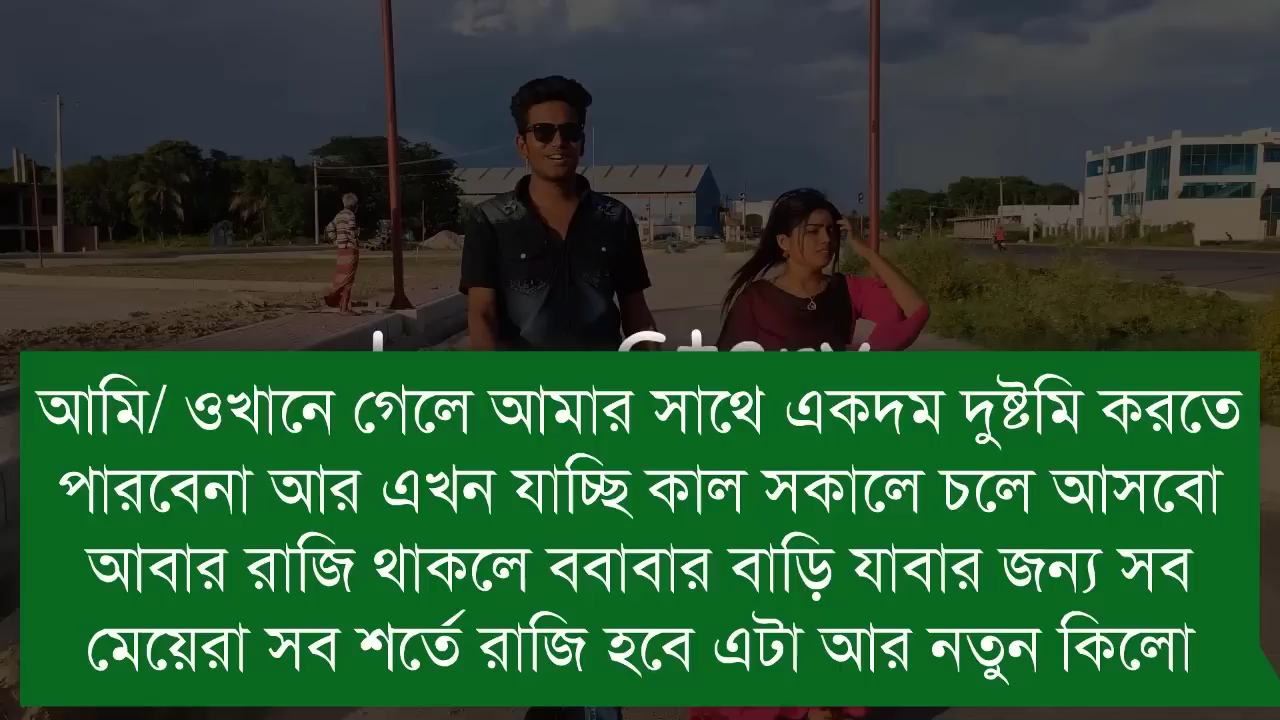 Story
আমি/ ওখানে গেলে আমার সাথে একদম দুষ্টমি করতে
পারবেনা আর এখন যাচ্ছি কাল সকালে চলে আসবো
আবার রাজি থাকলে ববাবার বাড়ি যাবার জন্য সব
মেয়েরা সব শর্তে রাজি হবে এটা আর নতুন কিলো